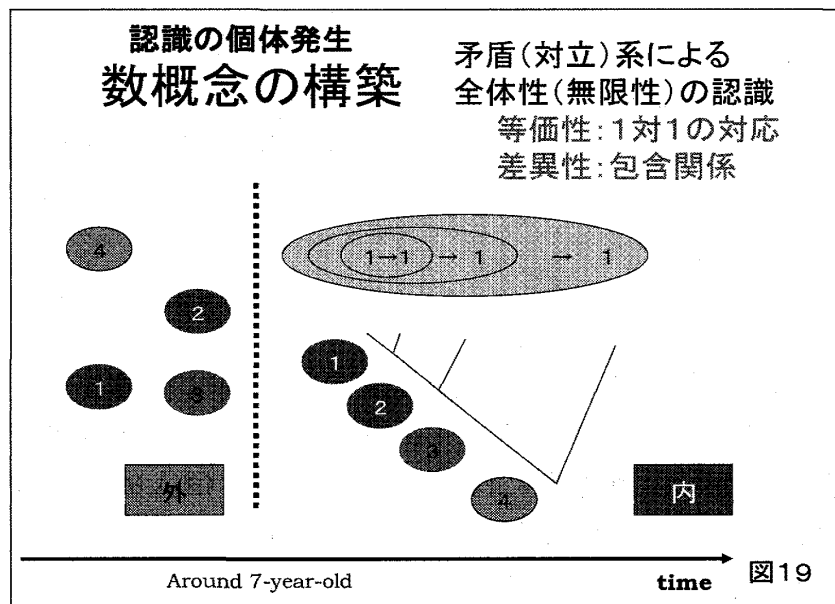 認識の個体発生
数概念の構築
矛盾(対立)系による
全体性(無限性)の認識
等価性:1対1の対応
差異性:包含関係
4
2
1
3
1→1 → 1 → 1
1
2
3
4
外
内
Around 7-year-old
time
図19